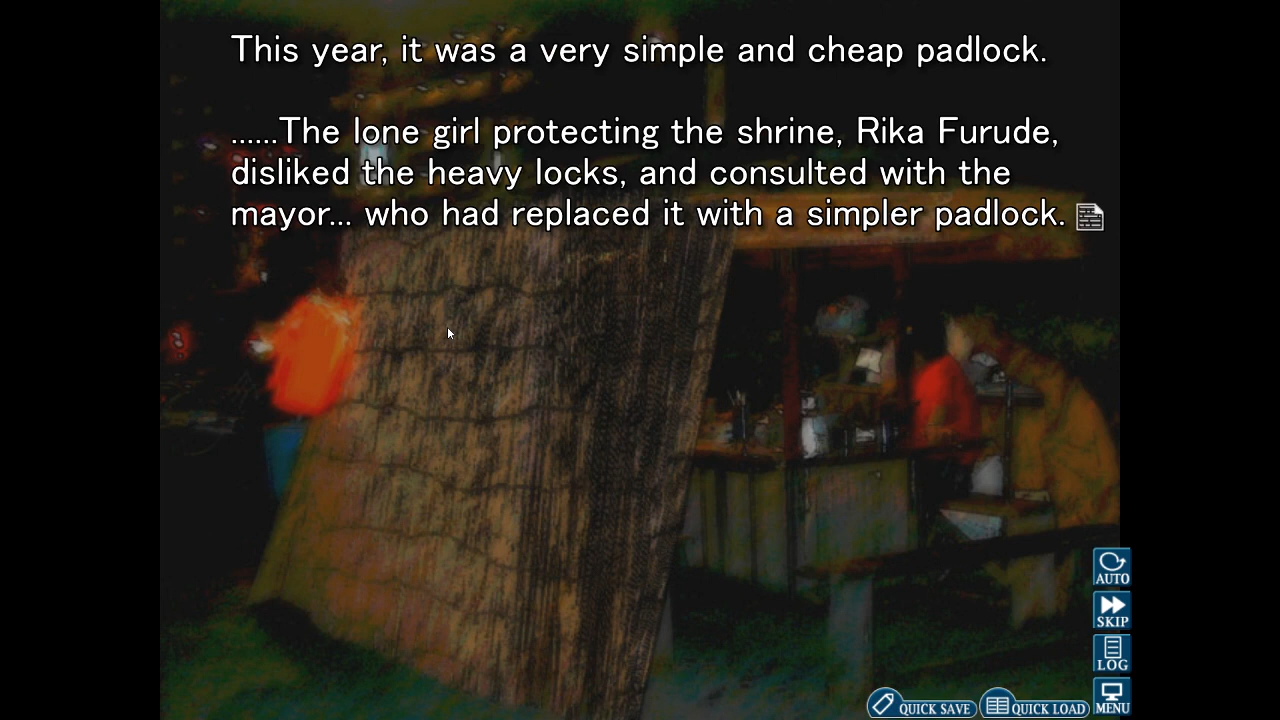 This year, it was a very simple and cheap padlock.
......The lone girl protecting the shrine, Rika Furude,
disliked the heavy locks, and consulted with the
mayor... who had replaced it with a simpler padlock.
AUTO
SKIP
LOG
MENU
QUICK SAVE
QUICK LOAD